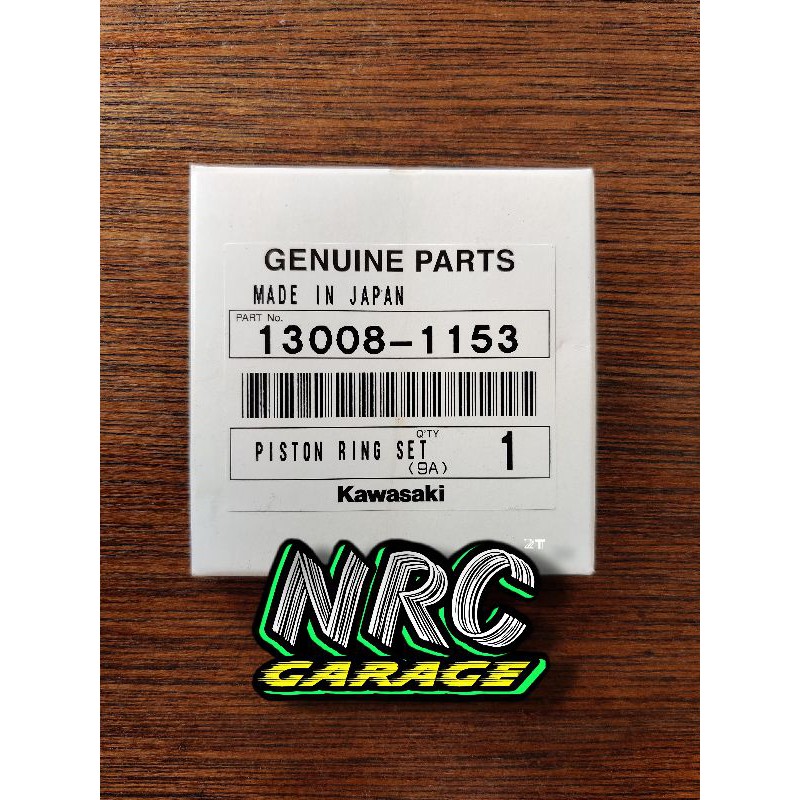 GENUINE PARTS
MADE IN JAPAN
PART No.
13008-1153
PISTON RING SET
(9A)
Q'TY
1
Kawasaki
2T
NRC
GARAGE